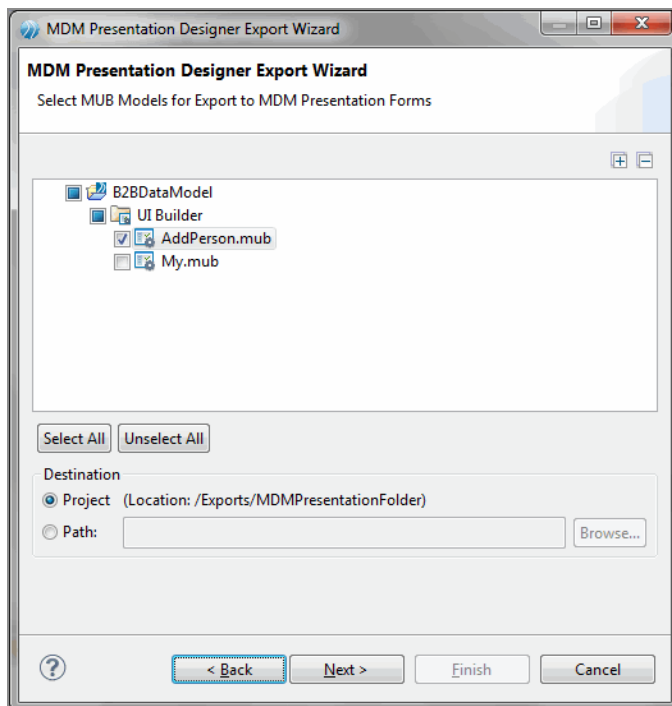 MDM Presentation Designer Export Wizard
MDM Presentation Designer Export Wizard
Select MUB Models for Export to MDM Presentation Forms
B2BDataModel
UI Builder
AddPerson.mub
My.mub
Select All Unselect All
Destination
Project (Location: /Exports/MDMPresentationFolder)
Path: Browse...
? < Back Next > Finish Cancel